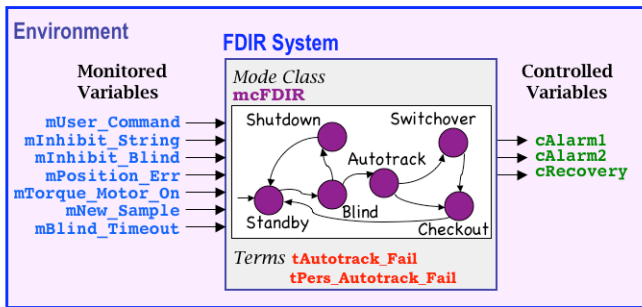 Environment
FDIR System
Monitored
Variables
mUser_Command
mInhibit_String
mInhibit_Blind
mPosition_Err
mTorque_Motor_On
mNew_Sample
mBlind_Timeout
Mode Class
mcFDIR
Shutdown
Switchover
Autotrack
Standby
Blind
Checkout
Terms tAutotrack_Fail
tPers_Autotrack_Fail
Controlled
Variables
cAlarm1
cAlarm2
cRecovery